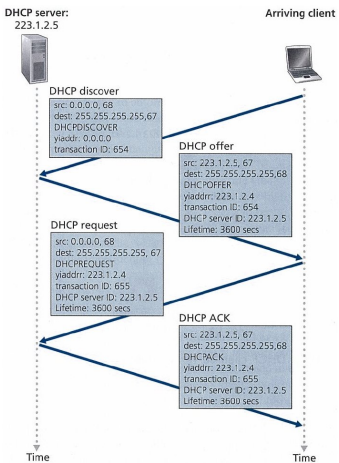 DHCP server:
223.1.2.5
Arriving client
DHCP discover
src: 0.0.0.0, 68
dest: 255.255.255.255,67
DHCPDISCOVER
yiaddr: 0.0.0.0
transaction ID: 654
DHCP offer
src: 223.1.2.5, 67
dest: 255.255.255.255,68
DHCPOFFER
yiaddrr: 223.1.2.4
transaction ID: 654
DHCP server ID: 223.1.2.5
Lifetime: 3600 secs
DHCP request
src: 0.0.0.0, 68
dest: 255.255.255.255, 67
DHCPREQUEST
yiaddrr: 223.1.2.4
transaction ID: 655
DHCP server ID: 223.1.2.5
Lifetime: 3600 secs
DHCP ACK
src: 223.1.2.5, 67
dest: 255.255.255.255,68
DHCPACK
yiaddrr: 223.1.2.4
transaction ID: 655
DHCP server ID: 223.1.2.5
Lifetime: 3600 secs
Time
Time